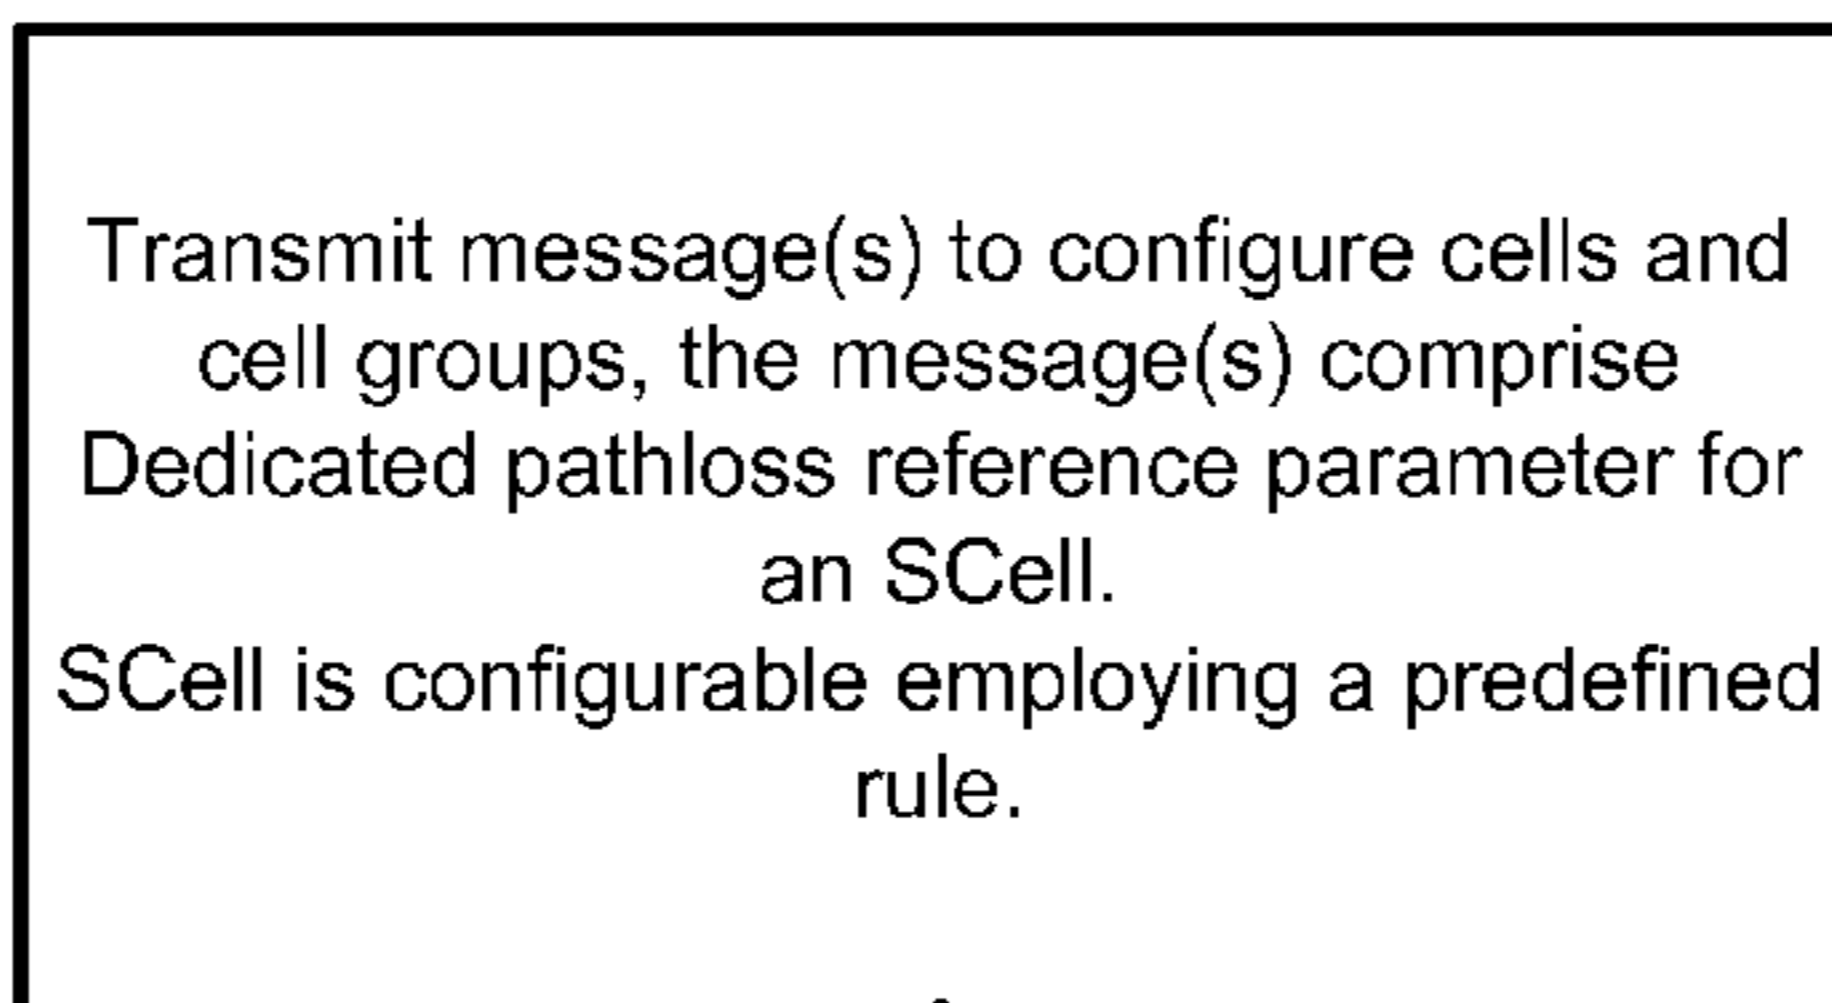 Transmit message(s) to configure cells and
cell groups, the message(s) comprise
Dedicated pathloss reference parameter for
an SCell.
SCell is configurable employing a predefined
rule.